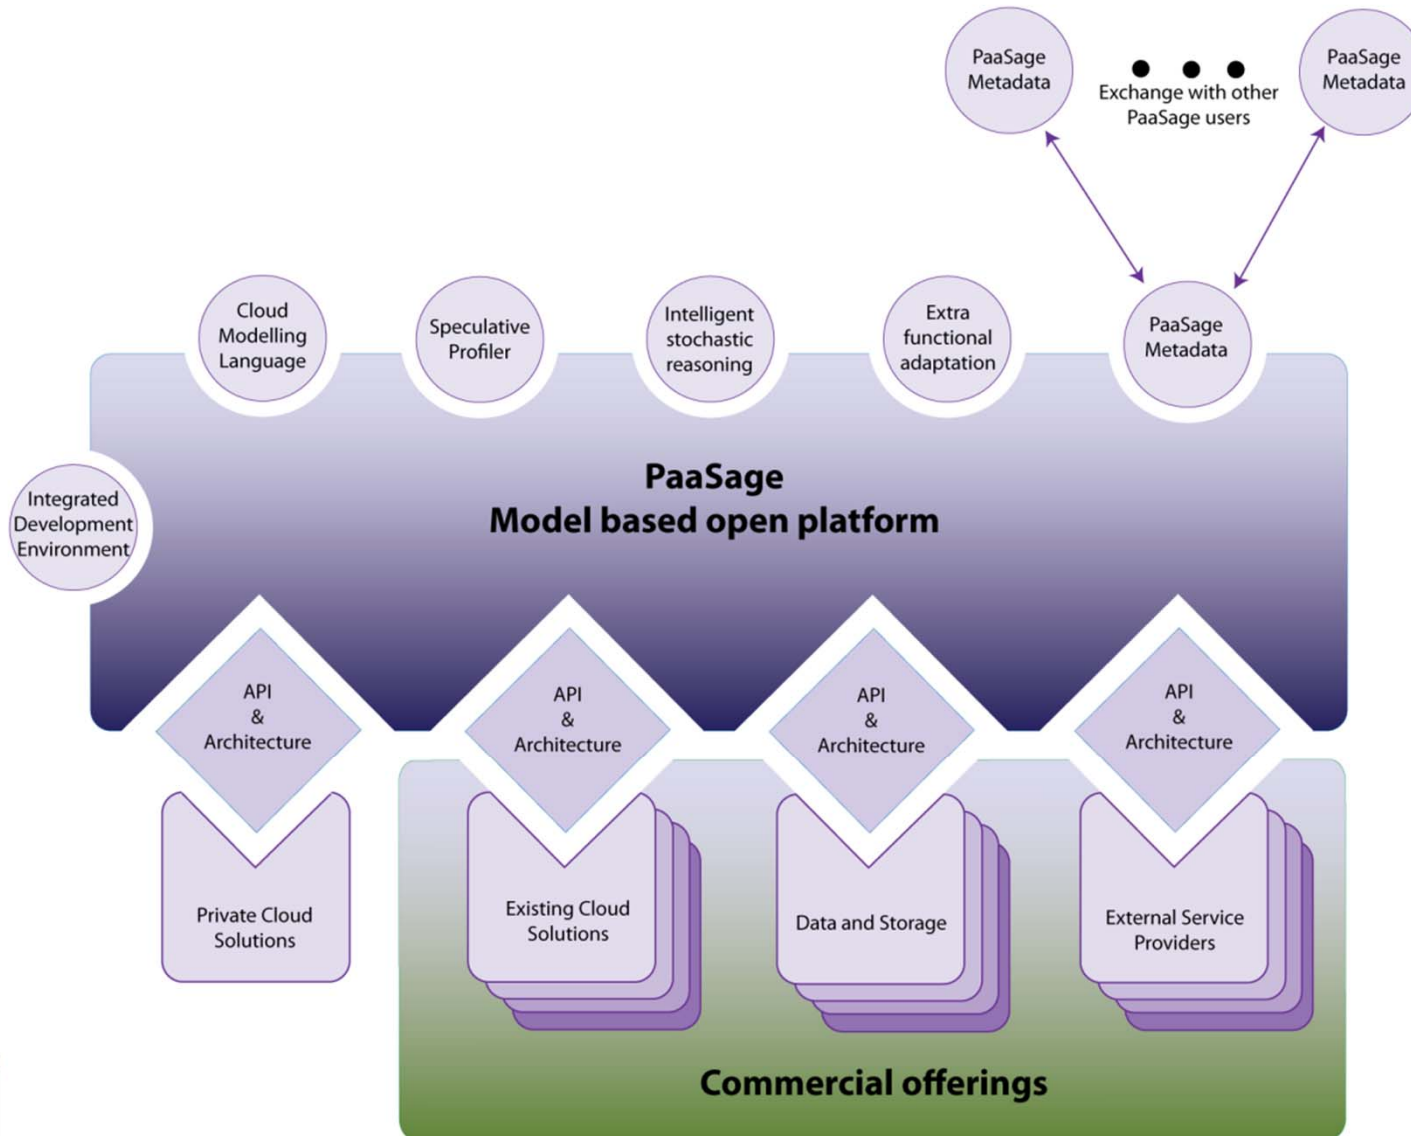 PaaSage
Metadata
Exchange with other
PaaSage users
PaaSage
Metadata
Cloud
Modelling
Language
Speculative
Profiler
Intelligent
stochastic
reasoning
Extra
functional
adaptation
PaaSage
Metadata
Integrated
Development
Environment
PaaSage
Model based open platform
API
&
Architecture
API
&
Architecture
API
&
Architecture
API
&
Architecture
Private Cloud
Solutions
Existing Cloud
Solutions
Data and Storage
External Service
Providers
Commercial offerings